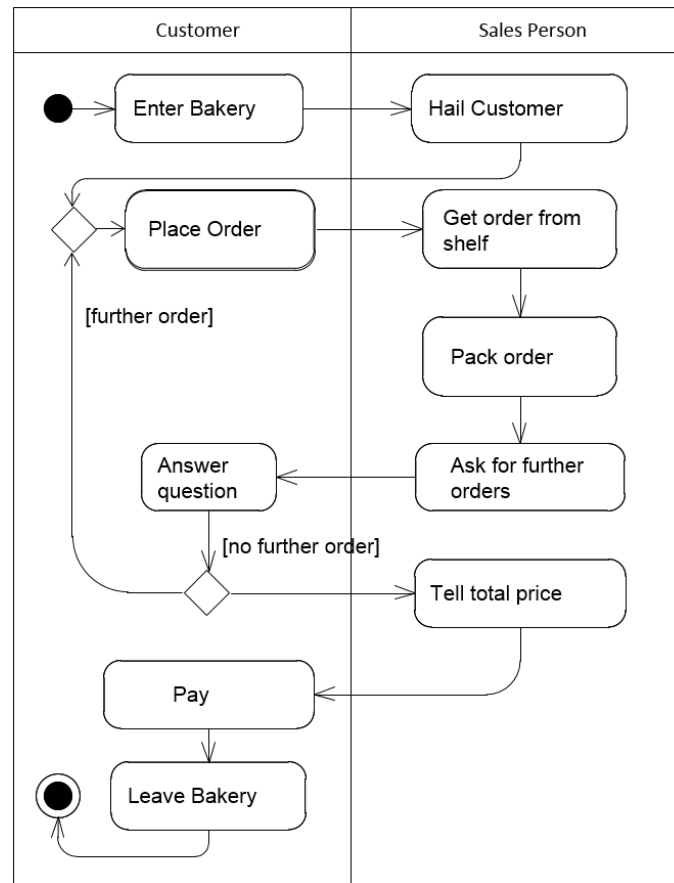 Customer
Sales Person
Enter Bakery
Hail Customer
Place Order
Get order from
shelf
[further order]
Pack order
Answer
question
Ask for further
orders
[no further order]
Tell total price
Pay
Leave Bakery